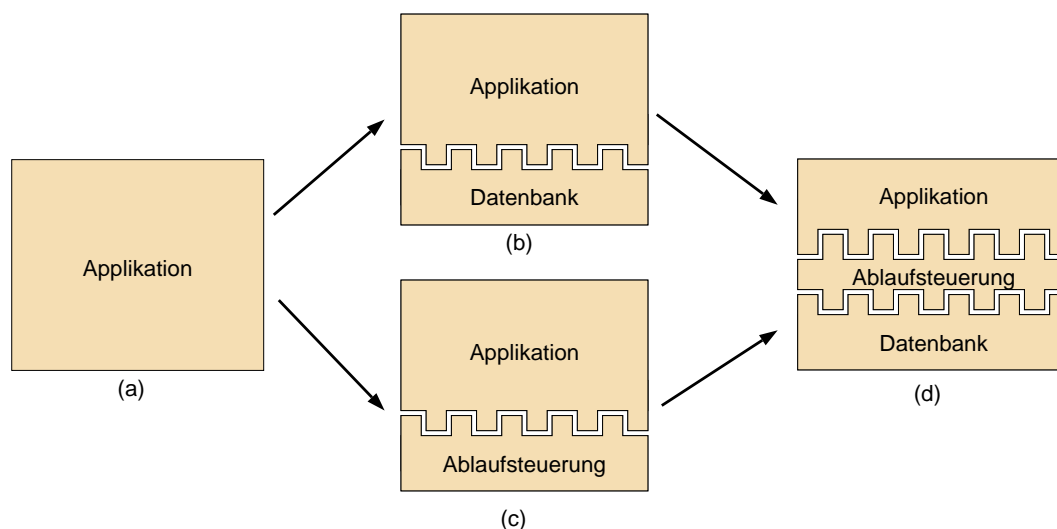 Applikation
(a)
Applikation
Datenbank
(b)
Applikation
Ablaufsteuerung
(c)
Applikation
Ablaufsteuerung
Datenbank
(d)